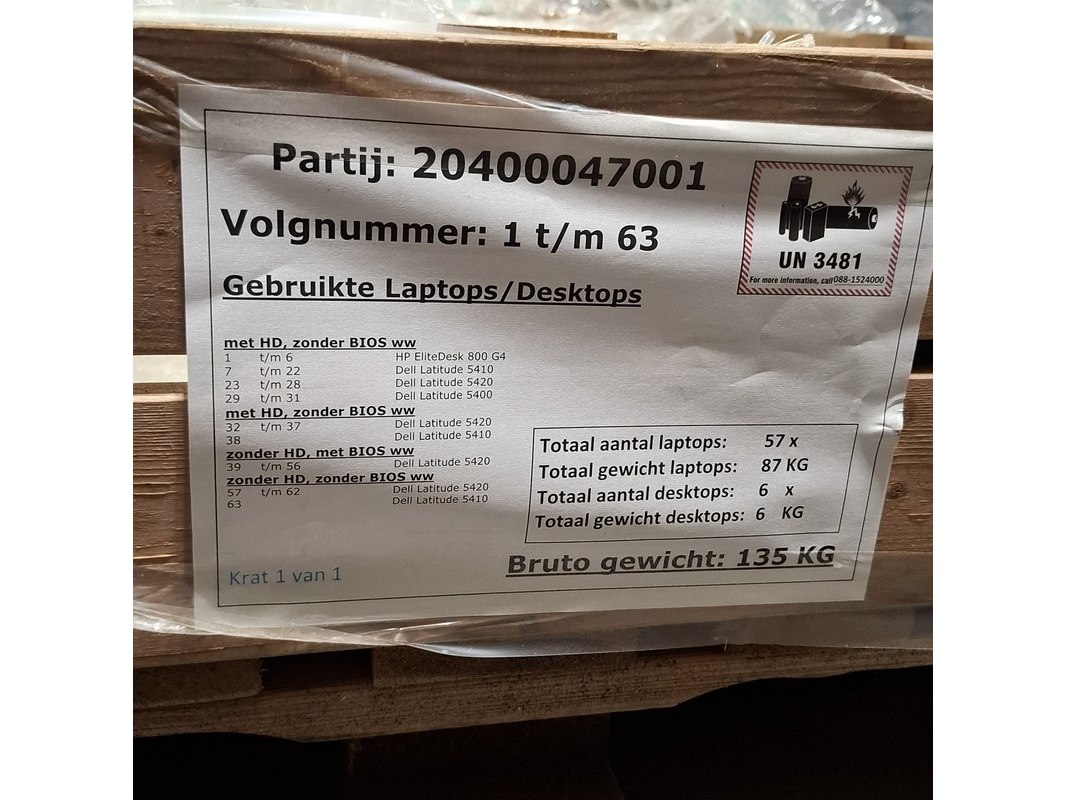 Partij: 20400047001
Volgnummer: 1 t/m 63
UN 3481
For more information, call 088-1524000
Gebruikte Laptops/Desktops
met HD, zonder BIOS ww
1 t/m 6 HP EliteDesk 800 G4
7 t/m 22 Dell Latitude 5410
23 t/m 28 Dell Latitude 5420
29 t/m 31 Dell Latitude 5400
met HD, zonder BIOS ww
32 t/m 37 Dell Latitude 5420
38 Dell Latitude 5410
zonder HD, met BIOS ww
39 t/m 56 Dell Latitude 5420
zonder HD, zonder BIOS ww
57 t/m 62 Dell Latitude 5420
63 Dell Latitude 5410
Totaal aantal laptops: 57 x
Totaal gewicht laptops: 87 KG
Totaal aantal desktops: 6 x
Totaal gewicht desktops: 6 KG
Bruto gewicht: 135 KG
Krat 1 van 1